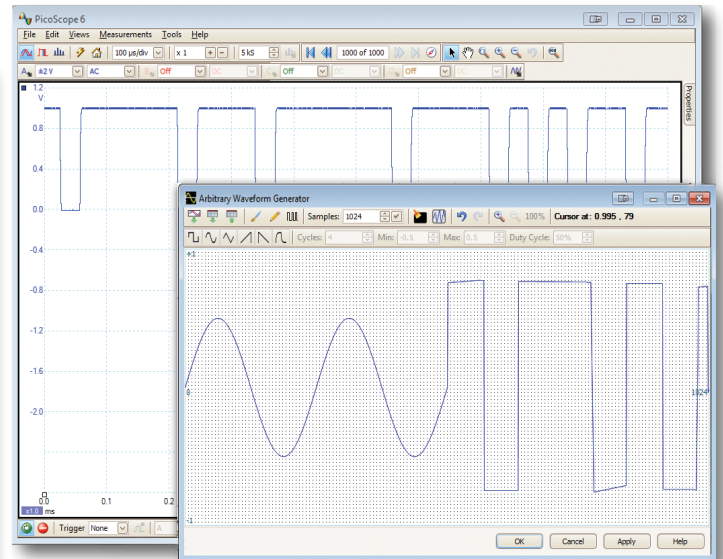 PicoScope 6
File Edit Views Measurements Tools Help
100 µs/div x 1 + - 5 kS 1000 of 1000
A ±2 V AC Off DC Off DC Off DC
1.2
V
0.8
0.4
0.0
-0.4
-0.8
-1.2
-1.6
-2.0
0.0 0.1 0.2
x1.0 ms
Trigger None A
Properties
Arbitrary Waveform Generator
Samples: 1024 100% Cursor at: 0.995 . 79
Cycles: 4 Min: -0.5 Max: 0.5 Duty Cycle: 50%
+1
0 1024
-1
OK Cancel Apply Help